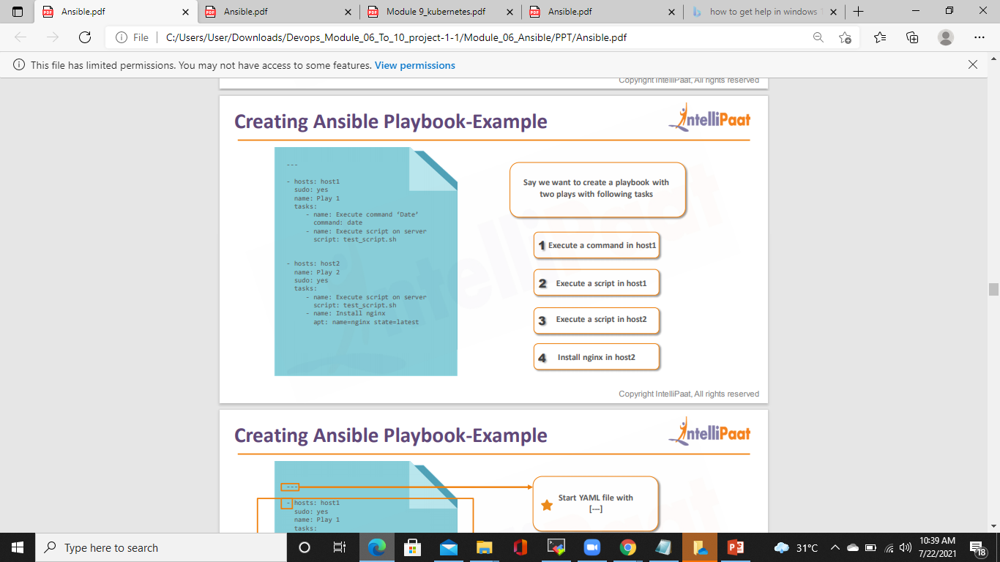 Ansible.pdf
Ansible.pdf
Module 9_kubernetes.pdf
Ansible.pdf
how to get help in windows
File
C:/Users/User/Downloads/Devops_Module_06_To_10_project-1-1/Module_06_Ansible/PPT/Ansible.pdf
This file has limited permissions. You may not have access to some features. View permissions
Copyright IntelliPaat, All rights reserved
Creating Ansible Playbook-Example
IntelliPaat
---
- hosts: host1
sudo: yes
name: Play 1
tasks:
- name: Execute command ‘Date’
command: date
- name: Execute script on server
script: test_script.sh
- hosts: host2
name: Play 2
sudo: yes
tasks:
- name: Execute script on server
script: test_script.sh
- name: Install nginx
apt: name=nginx state=latest
Say we want to create a playbook with
two plays with following tasks
1 Execute a command in host1
2 Execute a script in host1
3 Execute a script in host2
4 Install nginx in host2
Copyright IntelliPaat, All rights reserved
Creating Ansible Playbook-Example
IntelliPaat
---
- hosts: host1
sudo: yes
name: Play 1
tasks:
Start YAML file with
[---]
Type here to search
31°C
10:39 AM
7/22/2021
18